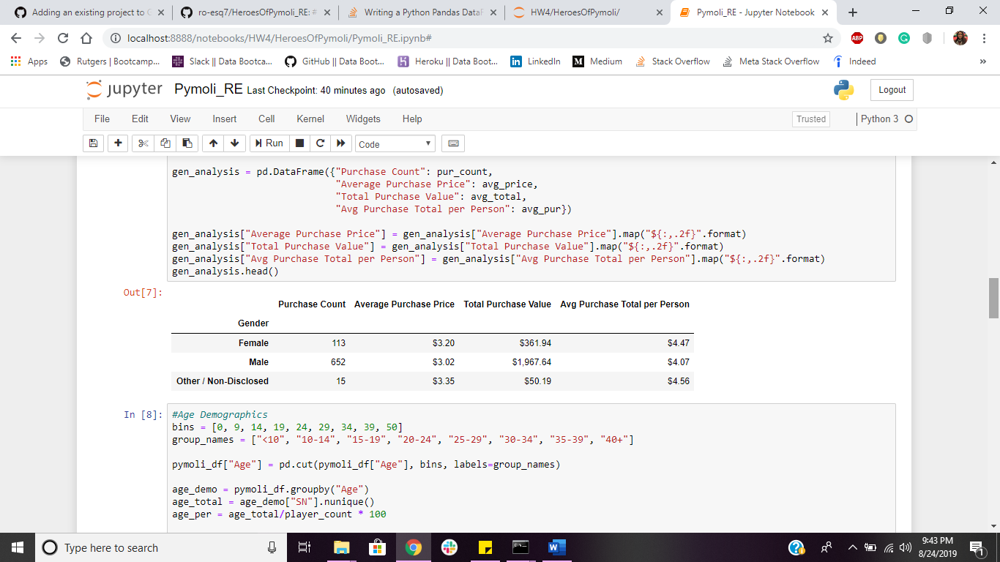 Adding an existing project to G
ro-esq7/HeroesOfPymoli_RE: #
Writing a Python Pandas DataF
HW4/HeroesOfPymoli/
Pymoli_RE - Jupyter Notebook
localhost:8888/notebooks/HW4/HeroesOfPymoli/Pymoli_RE.ipynb#
ABP
Apps
Rutgers | Bootcamp...
Slack || Data Bootca...
GitHub || Data Boot...
Heroku || Data Boot...
LinkedIn
Medium
Stack Overflow
Meta Stack Overflow
Indeed
»
jupyter Pymoli_RE Last Checkpoint: 40 minutes ago (autosaved)
Logout
File Edit View Insert Cell Kernel Widgets Help
Trusted
Python 3
Run
Code
gen_analysis = pd.DataFrame({"Purchase Count": pur_count,
"Average Purchase Price": avg_price,
"Total Purchase Value": avg_total,
"Avg Purchase Total per Person": avg_pur})
gen_analysis["Average Purchase Price"] = gen_analysis["Average Purchase Price"].map("${:,.2f}".format)
gen_analysis["Total Purchase Value"] = gen_analysis["Total Purchase Value"].map("${:,.2f}".format)
gen_analysis["Avg Purchase Total per Person"] = gen_analysis["Avg Purchase Total per Person"].map("${:,.2f}".format)
gen_analysis.head()
Out[7]:
Purchase Count Average Purchase Price Total Purchase Value Avg Purchase Total per Person
Gender
Female 113 $3.20 $361.94 $4.47
Male 652 $3.02 $1,967.64 $4.07
Other / Non-Disclosed 15 $3.35 $50.19 $4.56
In [8]:
#Age Demographics
bins = [0, 9, 14, 19, 24, 29, 34, 39, 50]
group_names = ["<10", "10-14", "15-19", "20-24", "25-29", "30-34", "35-39", "40+"]
pymoli_df["Age"] = pd.cut(pymoli_df["Age"], bins, labels=group_names)
age_demo = pymoli_df.groupby("Age")
age_total = age_demo["SN"].nunique()
age_per = age_total/player_count * 100
Type here to search
9:43 PM
8/24/2019
1